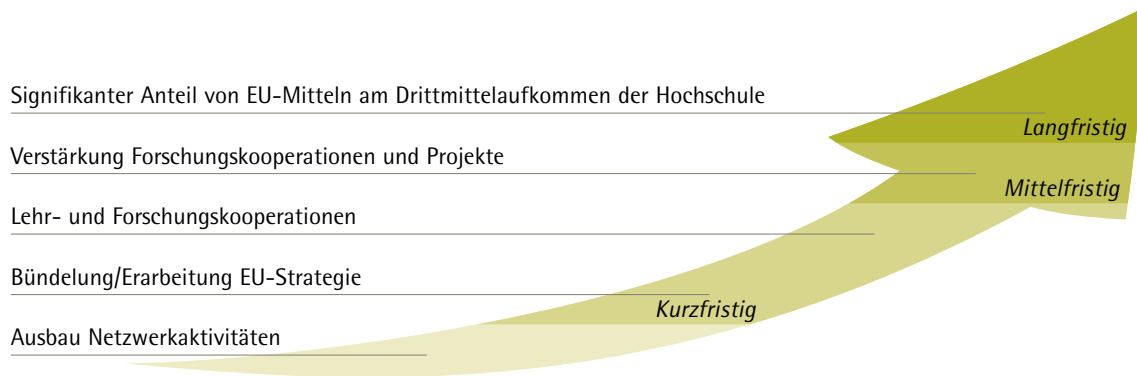 Signifikanter Anteil von EU-Mitteln am Drittmittelaufkommen der Hochschule
Langfristig
Verstärkung Forschungskooperationen und Projekte
Mittelfristig
Lehr- und Forschungskooperationen
Bündelung/Erarbeitung EU-Strategie
Kurzfristig
Ausbau Netzwerkaktivitäten